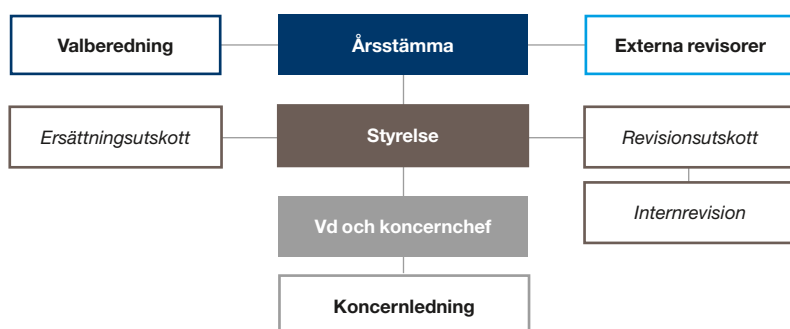 Valberedning
Årsstämma
Externa revisorer
Ersättningsutskott
Styrelse
Revisionsutskott
Vd och koncernchef
Internrevision
Koncernledning